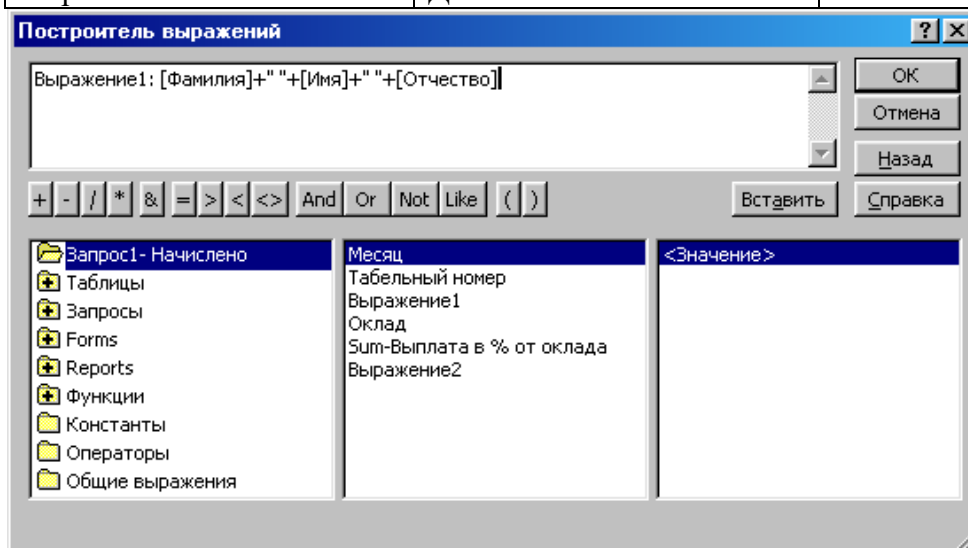 Построитель выражений
Выражение1: [Фамилия]+" "+[Имя]+" "+[Отчество]
OK
Отмена
Назад
+ - / * & = > < <> And Or Not Like ( ) Вставить Справка
Запрос1- Начислено
Таблицы
Запросы
Forms
Reports
Функции
Константы
Операторы
Общие выражения
Месяц
Табельный номер
Выражение1
Оклад
Sum-Выплата в % от оклада
Выражение2
<Значение>